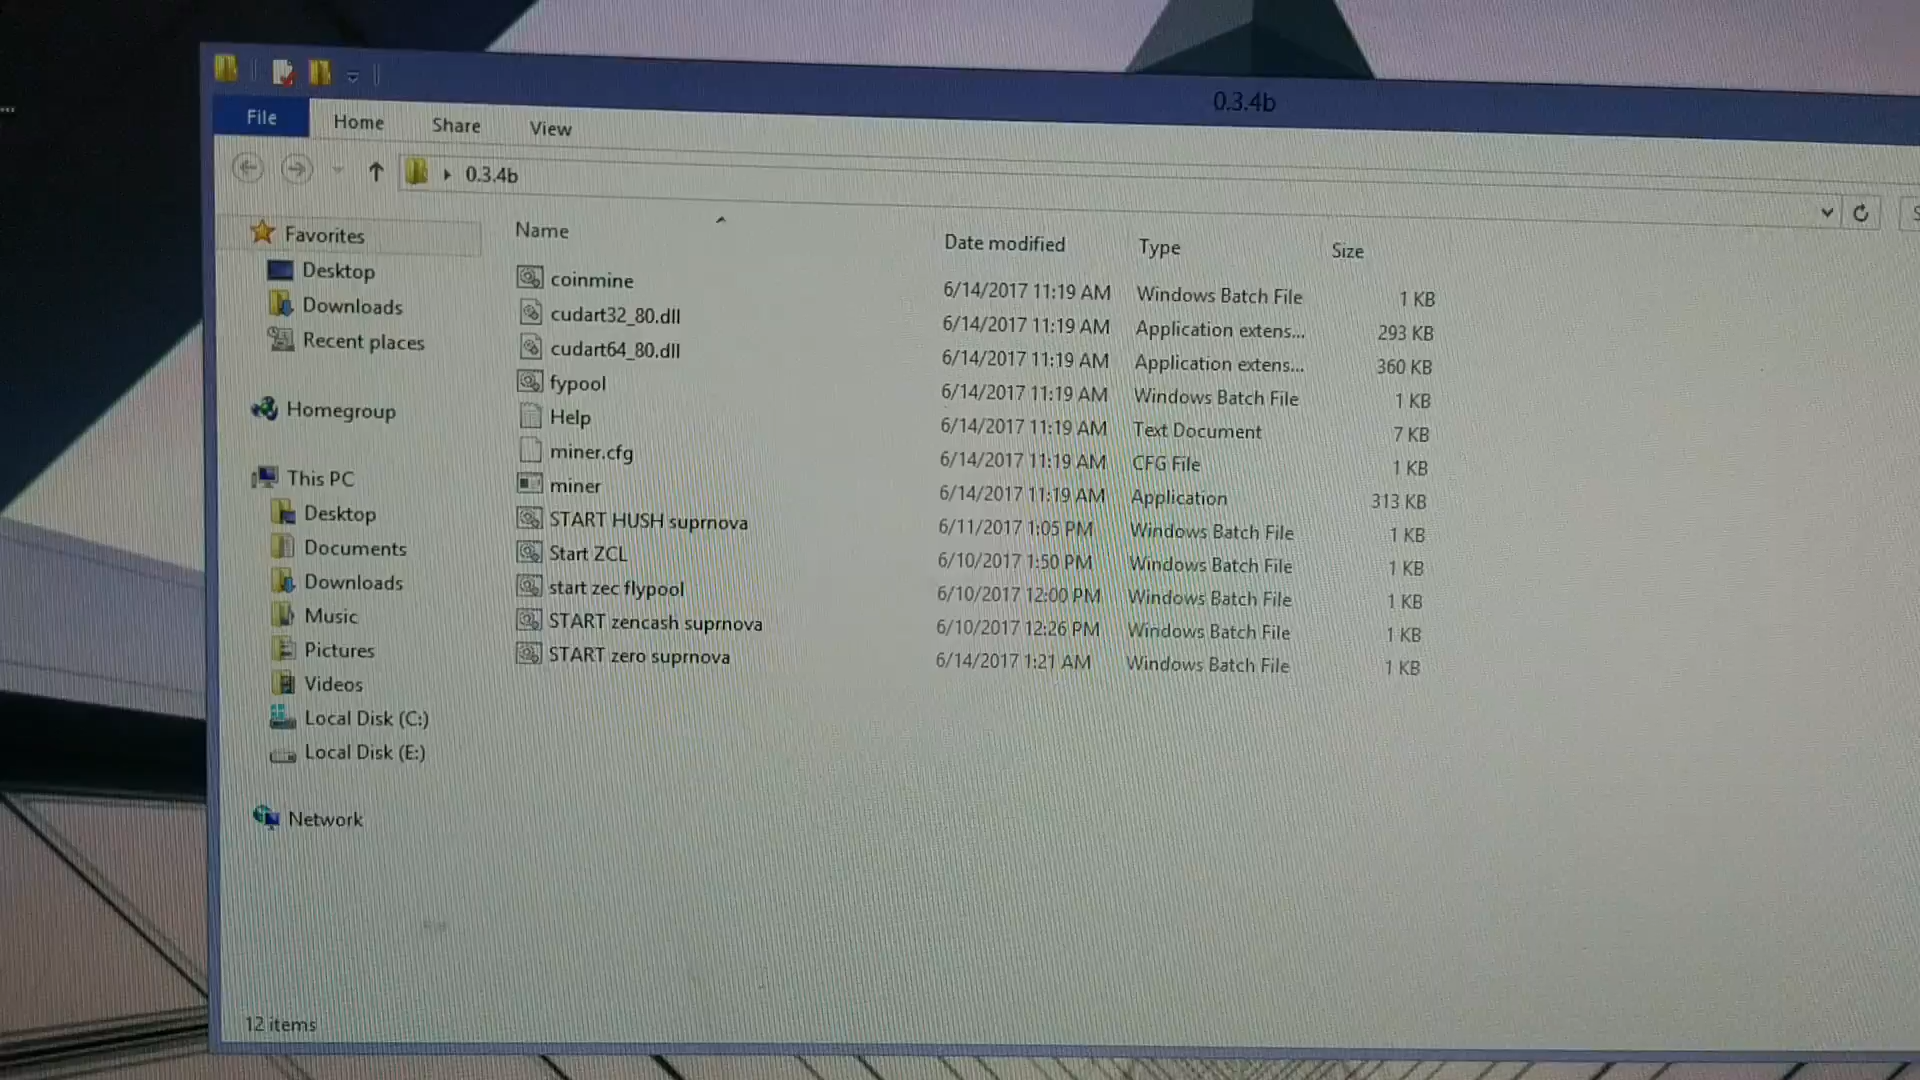 0.3.4b
File Home Share View
0.3.4b
Name Date modified Type Size
Favorites
Desktop
Downloads
Recent places
Homegroup
This PC
Desktop
Documents
Downloads
Music
Pictures
Videos
Local Disk (C:)
Local Disk (E:)
Network
coinmine 6/14/2017 11:19 AM Windows Batch File 1 KB
cudart32_80.dll 6/14/2017 11:19 AM Application extens... 293 KB
cudart64_80.dll 6/14/2017 11:19 AM Application extens... 360 KB
fypool 6/14/2017 11:19 AM Windows Batch File 1 KB
Help 6/14/2017 11:19 AM Text Document 7 KB
miner.cfg 6/14/2017 11:19 AM CFG File 1 KB
miner 6/14/2017 11:19 AM Application 313 KB
START HUSH suprnova 6/11/2017 1:05 PM Windows Batch File 1 KB
Start ZCL 6/10/2017 1:50 PM Windows Batch File 1 KB
start zec flypool 6/10/2017 12:00 PM Windows Batch File 1 KB
START zencash suprnova 6/10/2017 12:26 PM Windows Batch File 1 KB
START zero suprnova 6/14/2017 1:21 AM Windows Batch File 1 KB
12 items